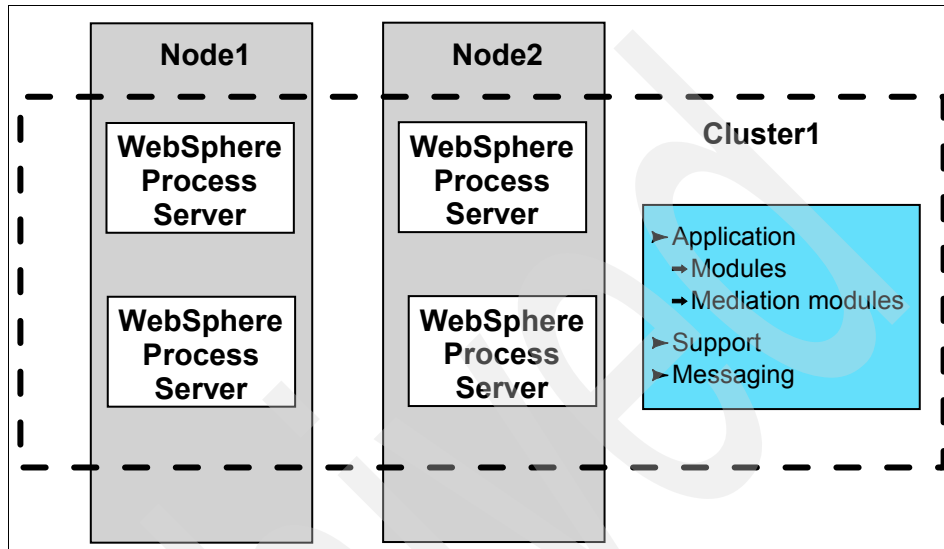 Node1
Node2
WebSphere
Process
Server
WebSphere
Process
Server
Cluster1
➤Application
➞Modules
➞Mediation modules
➤Support
➤Messaging
WebSphere
Process
Server
WebSphere
Process
Server